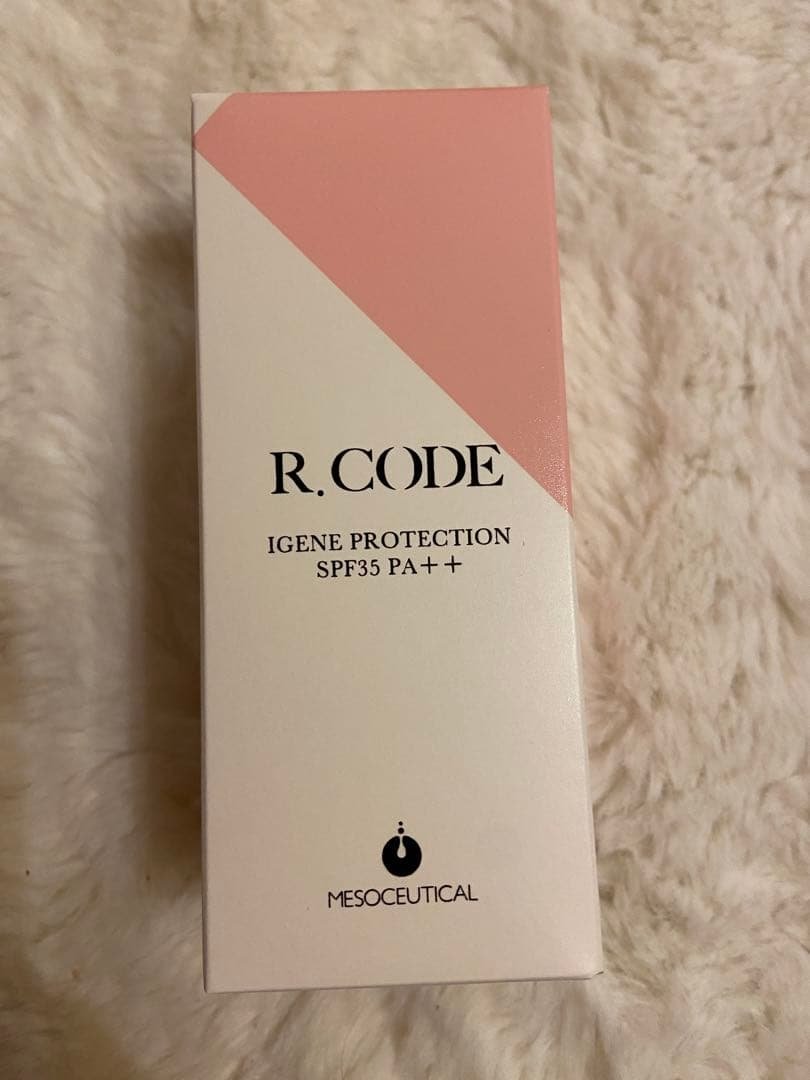 R.CODE
IGENE PROTECTION
SPF35 PA++
MESOCEUTICAL